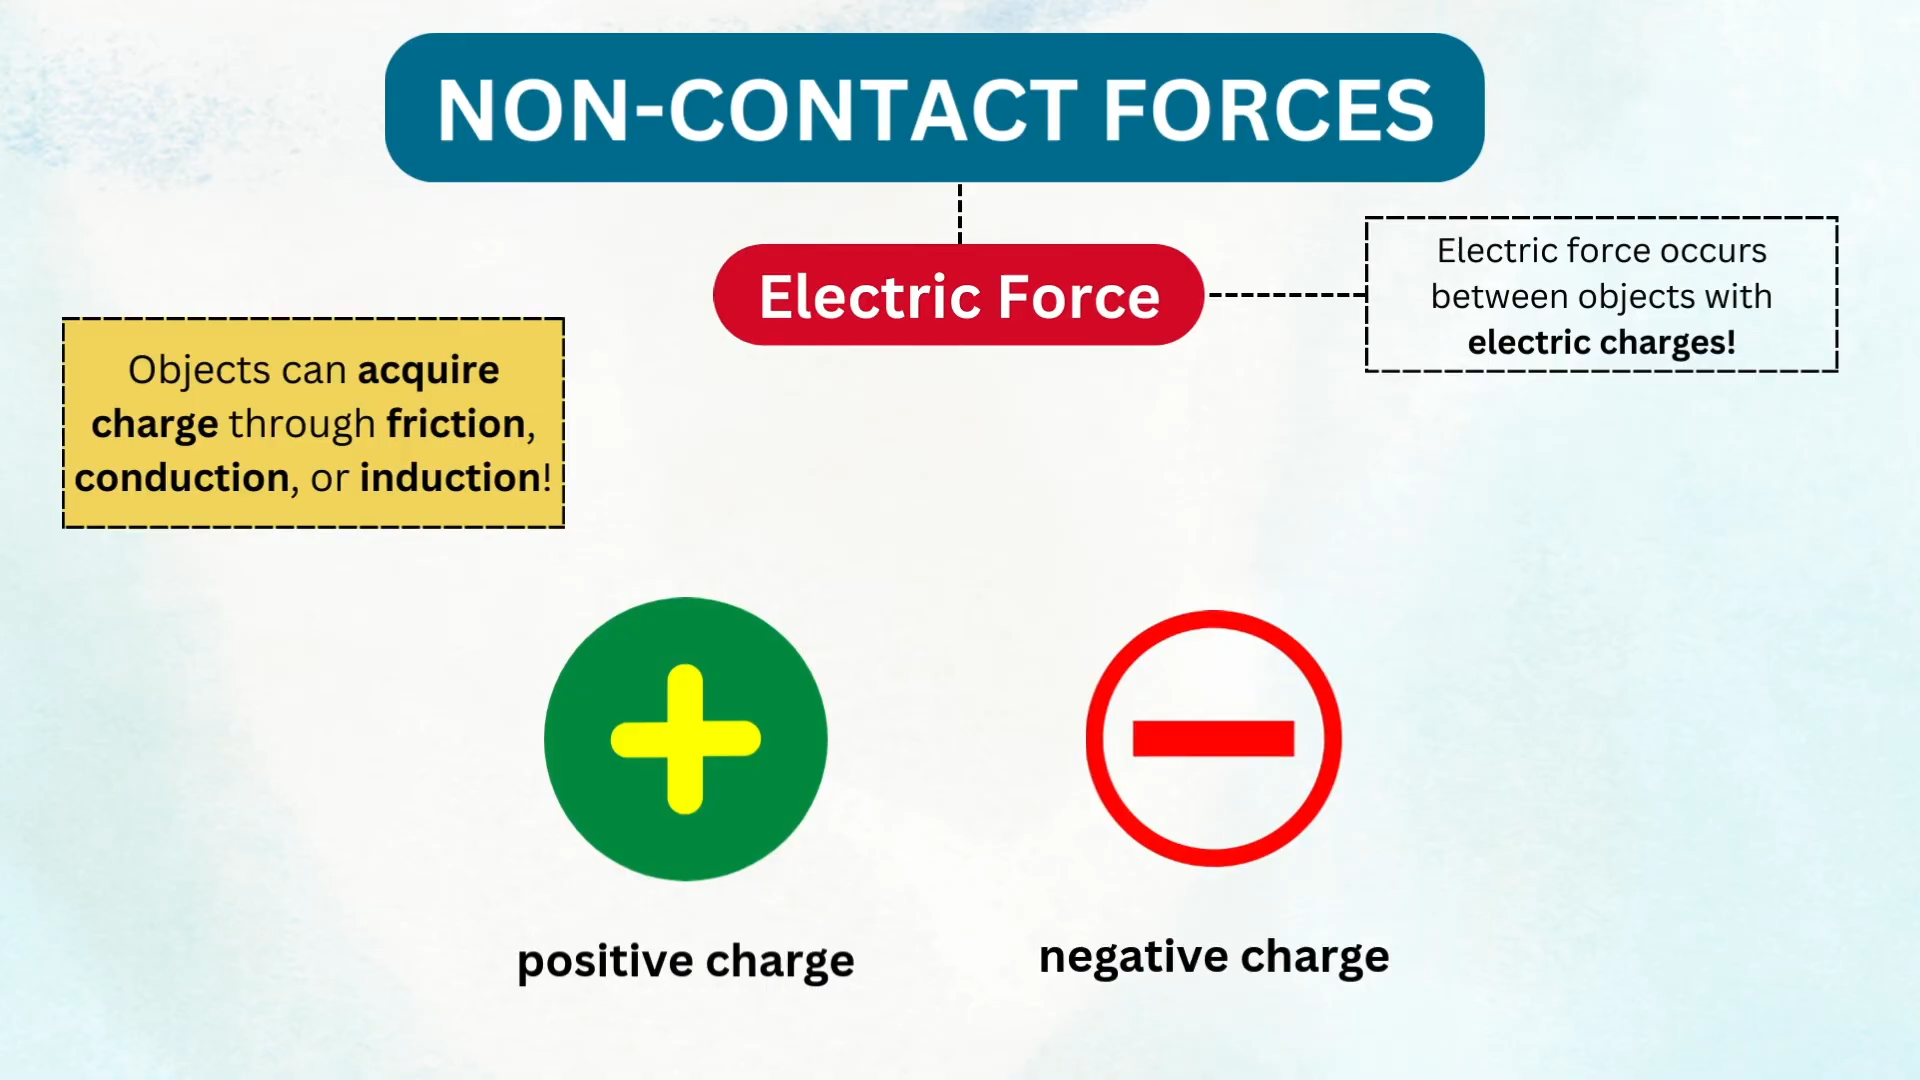 NON-CONTACT FORCES
Electric Force
Electric force occurs
between objects with
electric charges!
Objects can acquire
charge through friction,
conduction, or induction!
positive charge
negative charge